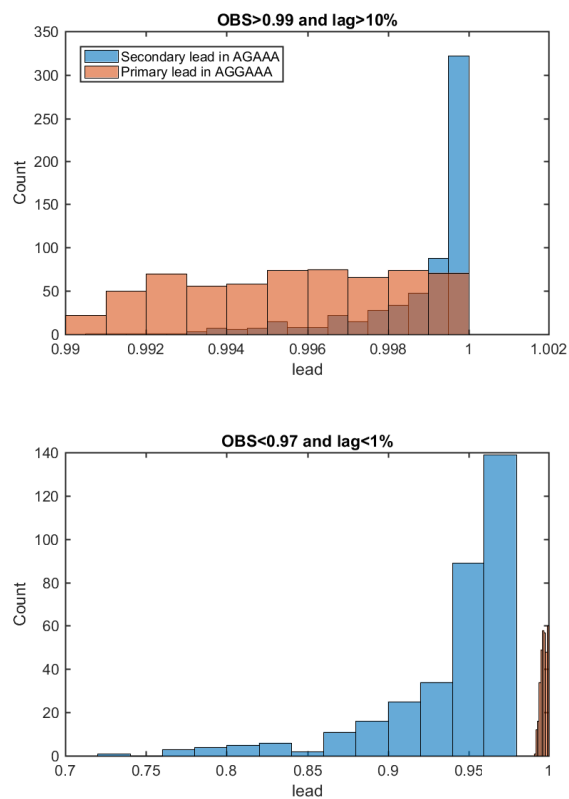 OBS>0.99 and lag>10%
350
300
250
200
150
100
50
0
Count
Secondary lead in AGAAA
Primary lead in AGGAAA
0.99 0.992 0.994 0.996 0.998 1 1.002
lead
OBS<0.97 and lag<1%
140
120
100
80
60
40
20
0
Count
0.7 0.75 0.8 0.85 0.9 0.95 1
lead